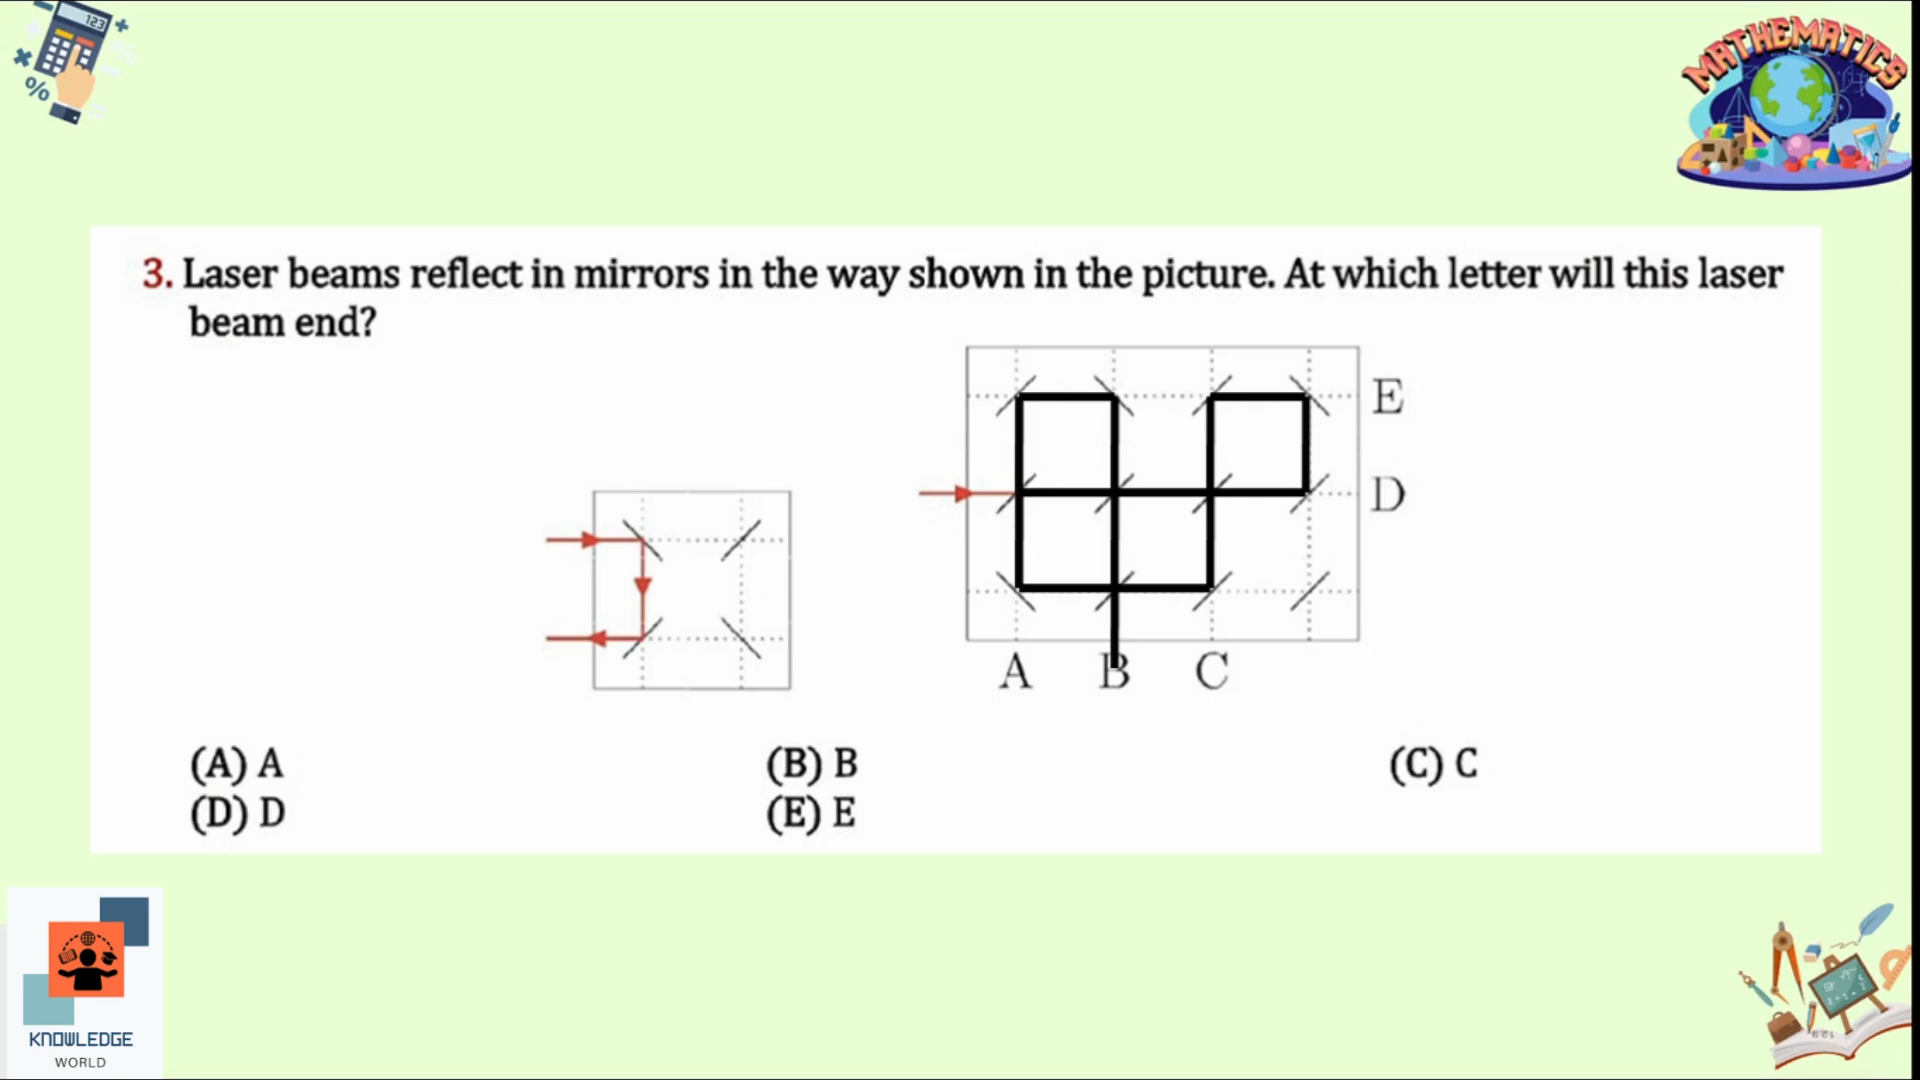 123
%
MATHEMATICS
3. Laser beams reflect in mirrors in the way shown in the picture. At which letter will this laser
beam end?
E
D
A B C
(A) A (B) B (C) C
(D) D (E) E
KNOWLEDGE
WORLD